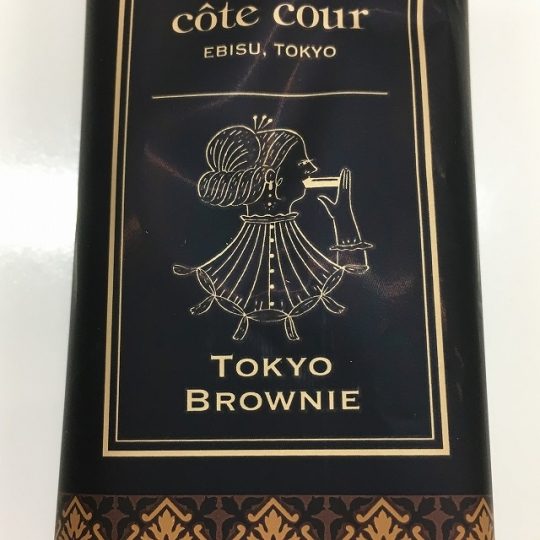 côte cour
EBISU, TOKYO
TOKYO
BROWNIE